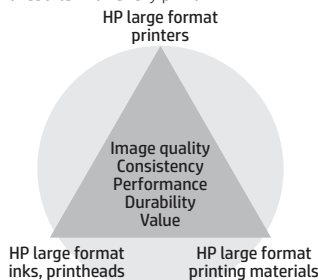 HP large format
printers
Image quality
Consistency
Performance
Durability
Value
HP large format
inks, printheads
HP large format
printing materials